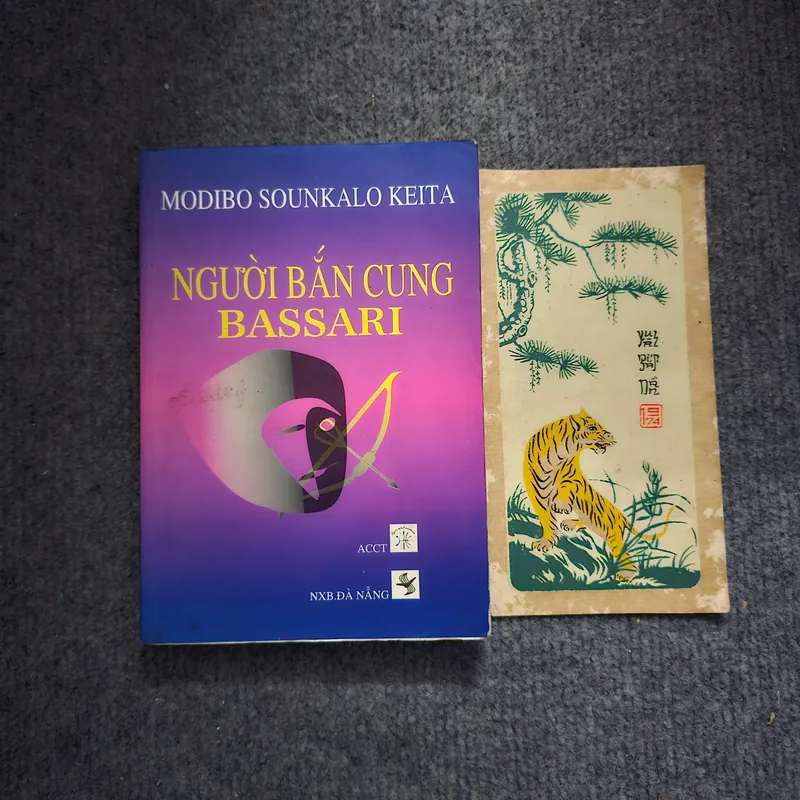 MODIBO SOUNKALO KEITA
NGƯỜI BẮN CUNG
BASSARI
ACCT
NXB.ĐÀ NẴNG